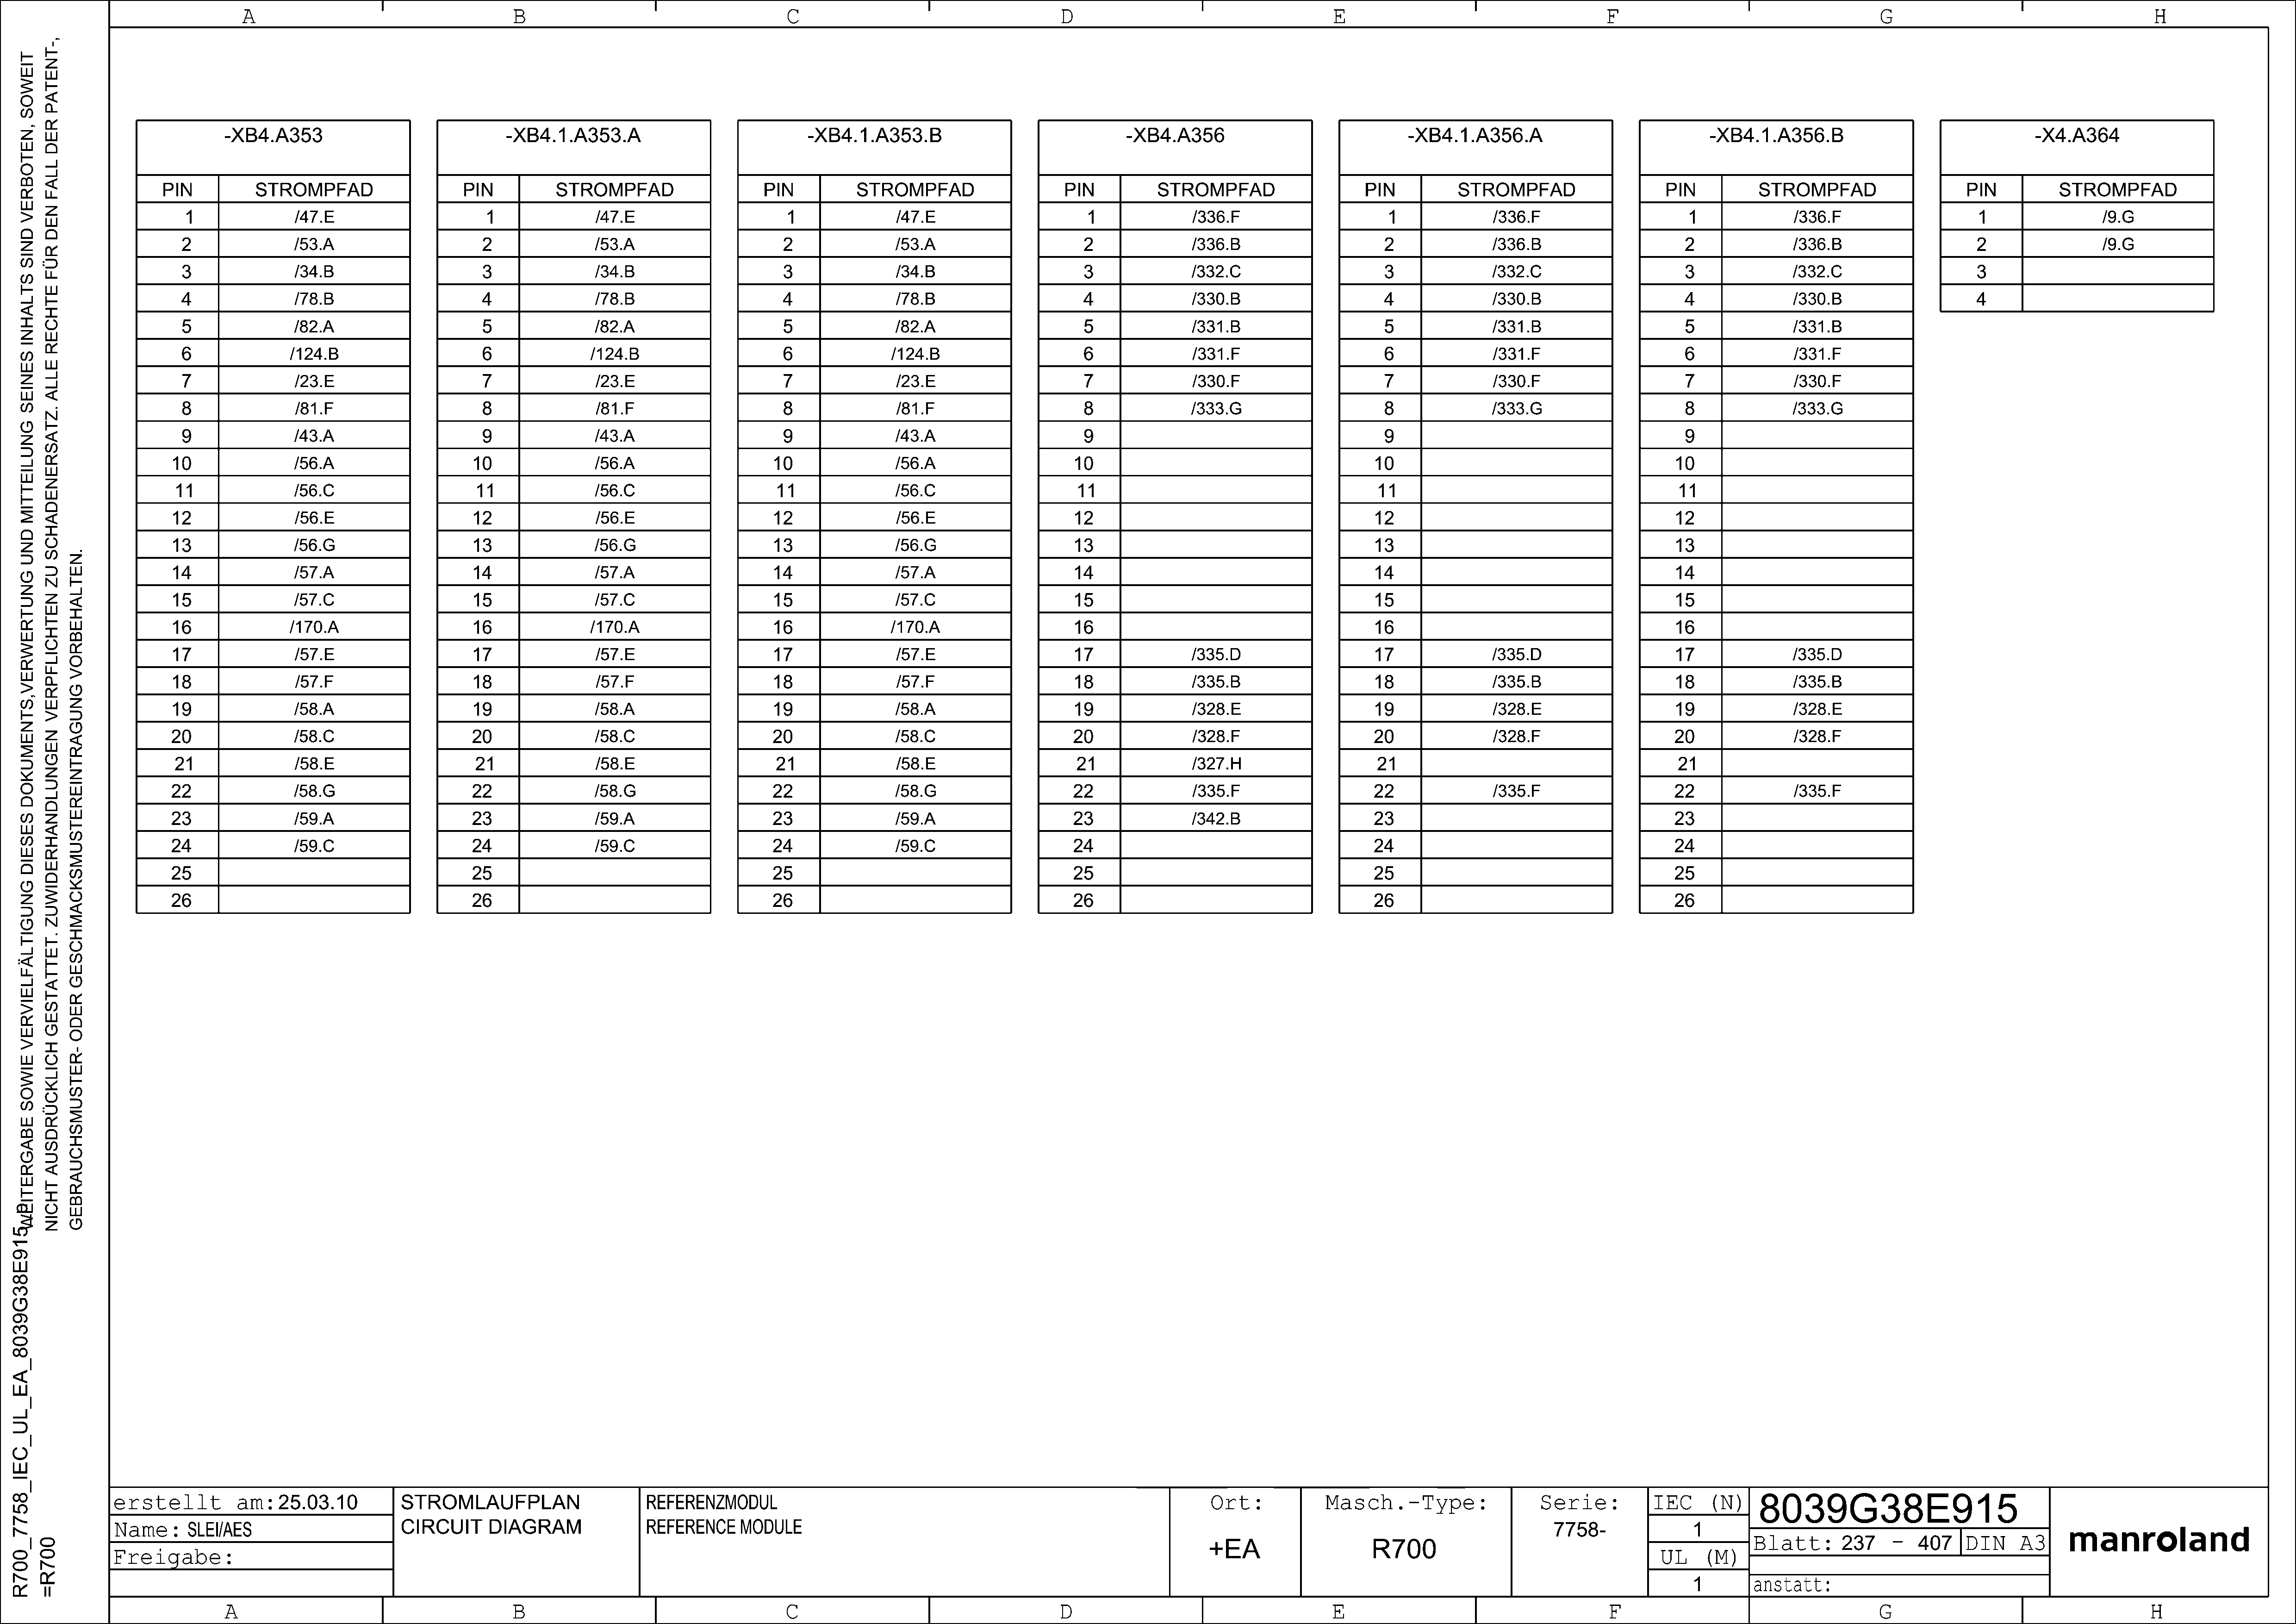 A B C D E F G H
-XB4.A353 -XB4.1.A353.A -XB4.1.A353.B -XB4.A356 -XB4.1.A356.A -XB4.1.A356.B -X4.A364
PIN STROMPFAD PIN STROMPFAD PIN STROMPFAD PIN STROMPFAD PIN STROMPFAD PIN STROMPFAD PIN STROMPFAD
1 /47.E 1 /47.E 1 /47.E 1 /336.F 1 /336.F 1 /336.F 1 /9.G
2 /53.A 2 /53.A 2 /53.A 2 /336.B 2 /336.B 2 /336.B 2 /9.G
3 /34.B 3 /34.B 3 /34.B 3 /332.C 3 /332.C 3 /332.C 3
4 /78.B 4 /78.B 4 /78.B 4 /330.B 4 /330.B 4 /330.B 4
5 /82.A 5 /82.A 5 /82.A 5 /331.B 5 /331.B 5 /331.B
6 /124.B 6 /124.B 6 /124.B 6 /331.F 6 /331.F 6 /331.F
7 /23.E 7 /23.E 7 /23.E 7 /330.F 7 /330.F 7 /330.F
8 /81.F 8 /81.F 8 /81.F 8 /333.G 8 /333.G 8 /333.G
9 /43.A 9 /43.A 9 /43.A 9 9 9
10 /56.A 10 /56.A 10 /56.A 10 10 10
11 /56.C 11 /56.C 11 /56.C 11 11 11
12 /56.E 12 /56.E 12 /56.E 12 12 12
13 /56.G 13 /56.G 13 /56.G 13 13 13
14 /57.A 14 /57.A 14 /57.A 14 14 14
15 /57.C 15 /57.C 15 /57.C 15 15 15
16 /170.A 16 /170.A 16 /170.A 16 16 16
17 /57.E 17 /57.E 17 /57.E 17 /335.D 17 /335.D 17 /335.D
18 /57.F 18 /57.F 18 /57.F 18 /335.B 18 /335.B 18 /335.B
19 /58.A 19 /58.A 19 /58.A 19 /328.E 19 /328.E 19 /328.E
20 /58.C 20 /58.C 20 /58.C 20 /328.F 20 /328.F 20 /328.F
21 /58.E 21 /58.E 21 /58.E 21 /327.H 21 21
22 /58.G 22 /58.G 22 /58.G 22 /335.F 22 /335.F 22 /335.F
23 /59.A 23 /59.A 23 /59.A 23 /342.B 23 23
24 /59.C 24 /59.C 24 /59.C 24 24 24
25 25 25 25 25 25
26 26 26 26 26 26
WEITERGABE SOWIE VERVIELFÄLTIGUNG DIESES DOKUMENTS,VERWERTUNG UND MITTEILUNG SEINES INHALTS SIND VERBOTEN, SOWEIT
NICHT AUSDRÜCKLICH GESTATTET. ZUWIDERHANDLUNGEN VERPFLICHTEN ZU SCHADENERSATZ. ALLE RECHTE FÜR DEN FALL DER PATENT-,
GEBRAUCHSMUSTER- ODER GESCHMACKSMUSTEREINTRAGUNG VORBEHALTEN.
R700_7758_IEC_UL_EA_8039G38E915_D
=R700
erstellt am: 25.03.10 STROMLAUFPLAN REFERENZMODUL Ort: Masch.-Type: Serie: IEC (N) 8039G38E915
Name: SLEI/AES CIRCUIT DIAGRAM REFERENCE MODULE +EA R700 7758- 1 Blatt: 237 - 407 DIN A3 manroland
Freigabe: UL (M)
1 anstatt:
A B C D E F G H